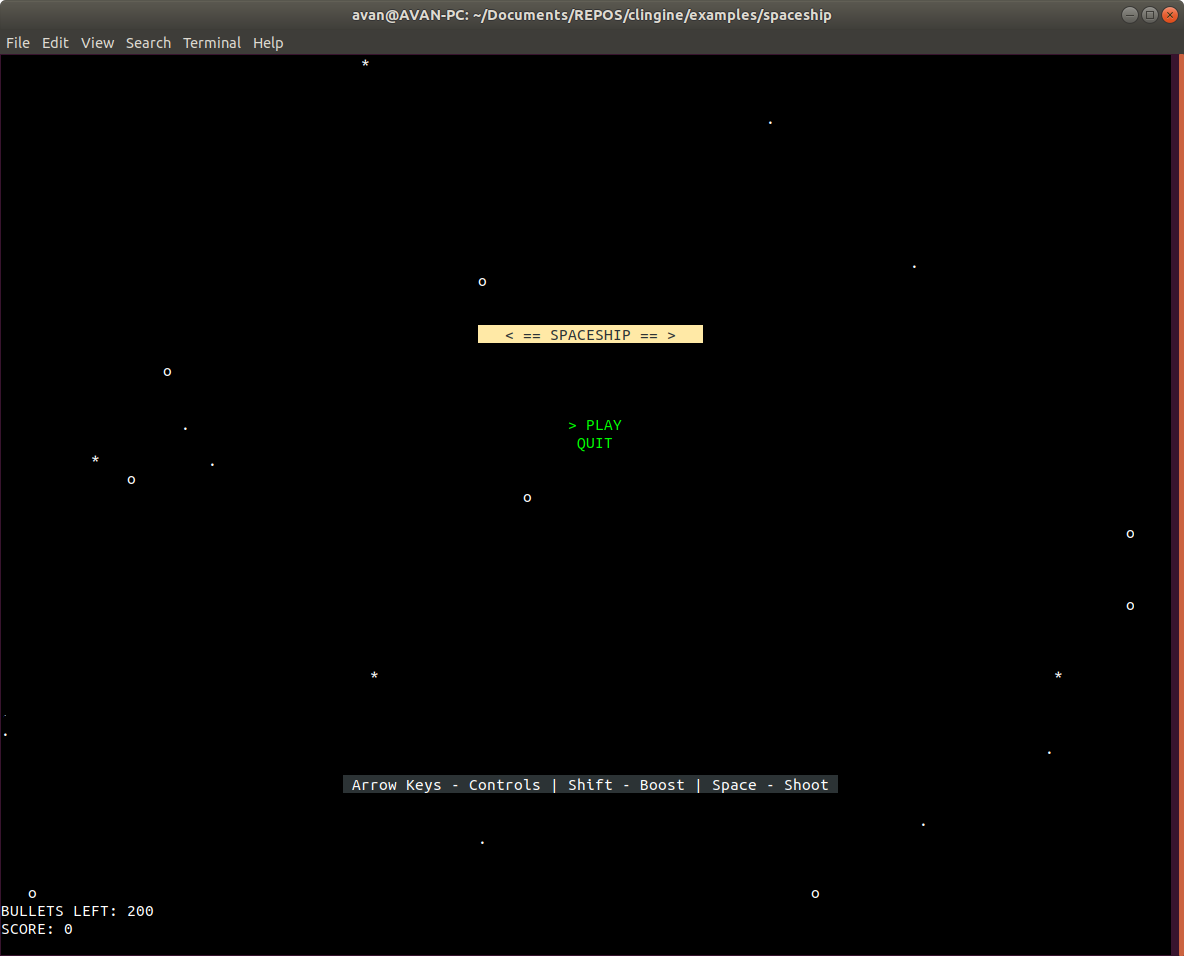 avan@AVAN-PC: ~/Documents/REPOS/clingine/examples/spaceship
File Edit View Search Terminal Help
*
.
.
o
< == SPACESHIP == >
o
> PLAY
.
QUIT
*
.
o
o
o
o
*
*
.
.
.
Arrow Keys - Controls | Shift - Boost | Space - Shoot
.
.
o
o
BULLETS LEFT: 200
SCORE: 0